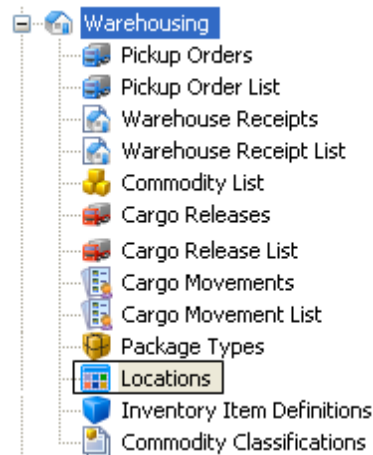 Warehousing
Pickup Orders
Pickup Order List
Warehouse Receipts
Warehouse Receipt List
Commodity List
Cargo Releases
Cargo Release List
Cargo Movements
Cargo Movement List
Package Types
Locations
Inventory Item Definitions
Commodity Classifications